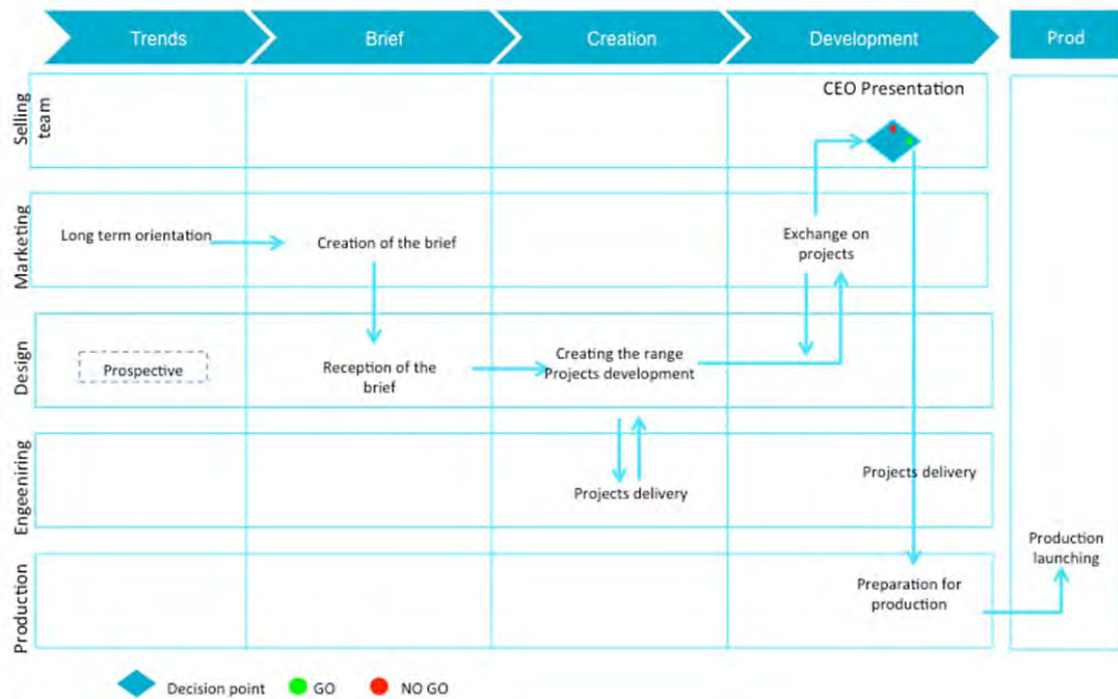 Trends
Brief
Creation
Development
Prod
Selling
team
CEO Presentation
Marketing
Long term orientation
Creation of the brief
Exchange on
projects
Design
Prospective
Reception of the
brief
Creating the range
Projects development
Engeeniring
Projects delivery
Projects delivery
Production
Preparation for
production
Production
launching
Decision point
GO
NO GO